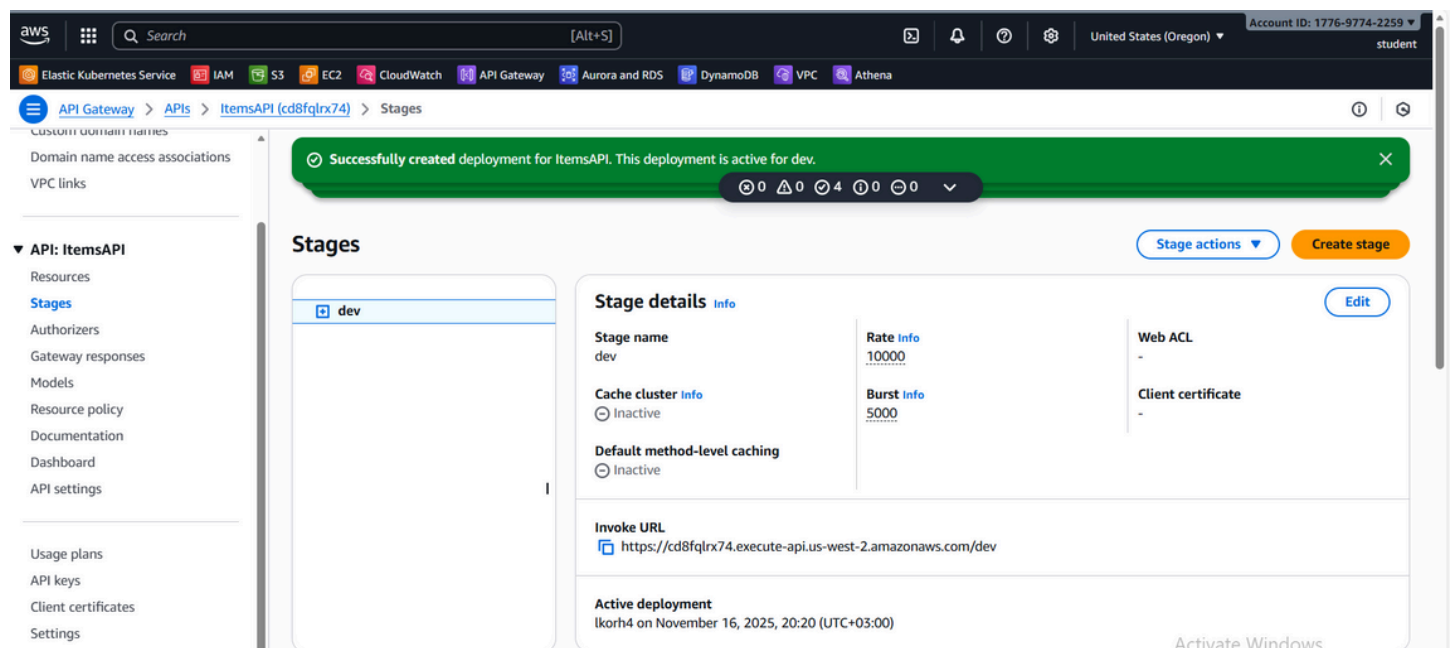 aws
Search [Alt+S]
United States (Oregon)
Account ID: 1776-9774-2259
student
Elastic Kubernetes Service IAM S3 EC2 CloudWatch API Gateway Aurora and RDS DynamoDB VPC Athena
API Gateway > APIs > ItemsAPI (cd8fqlrx74) > Stages
Custom domain names
Domain name access associations
VPC links
API: ItemsAPI
Resources
Stages
Authorizers
Gateway responses
Models
Resource policy
Documentation
Dashboard
API settings
Usage plans
API keys
Client certificates
Settings
Successfully created deployment for ItemsAPI. This deployment is active for dev.
0 0 4 0 0
Stages
Stage actions
Create stage
dev
Stage details Info
Edit
Stage name
dev
Rate Info
10000
Web ACL
-
Cache cluster Info
Inactive
Burst Info
5000
Client certificate
-
Default method-level caching
Inactive
Invoke URL
https://cd8fqlrx74.execute-api.us-west-2.amazonaws.com/dev
Active deployment
lkorh4 on November 16, 2025, 20:20 (UTC+03:00)
Activate Windows